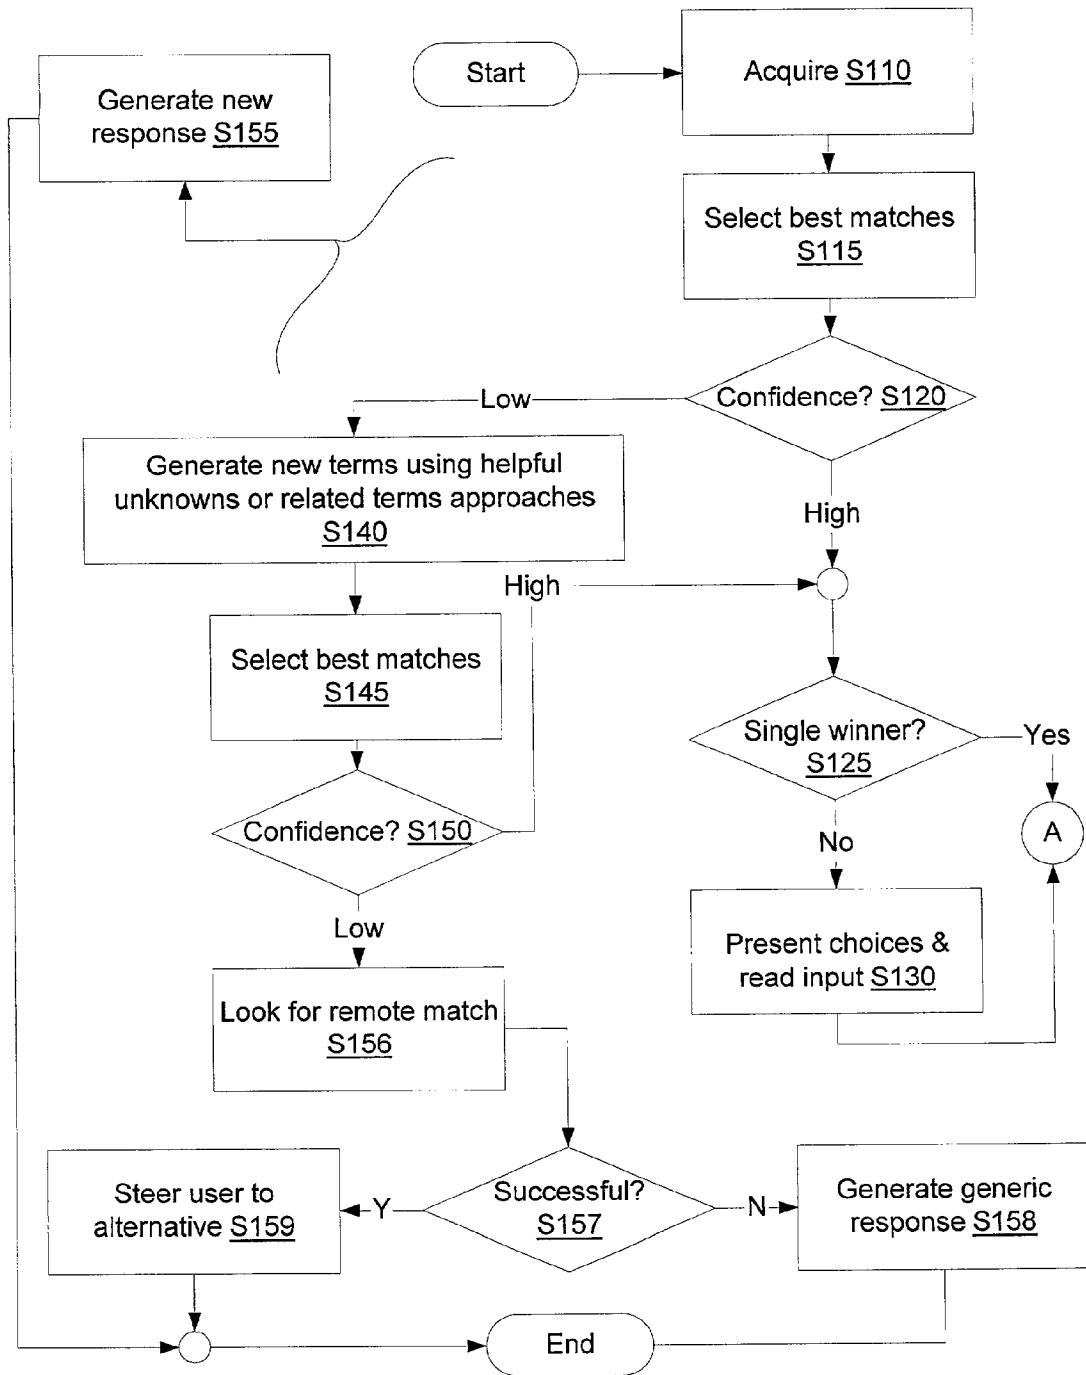 Start
Acquire S110
Generate new
response S155
Select best matches
S115
Confidence? S120
Low
High
Generate new terms using helpful
unknowns or related terms approaches
S140
High
Select best matches
S145
Single winner?
S125
Yes
A
No
Confidence? S150
Low
Present choices &
read input S130
Look for remote match
S156
Successful?
S157
Y
N
Steer user to
alternative S159
Generate generic
response S158
End